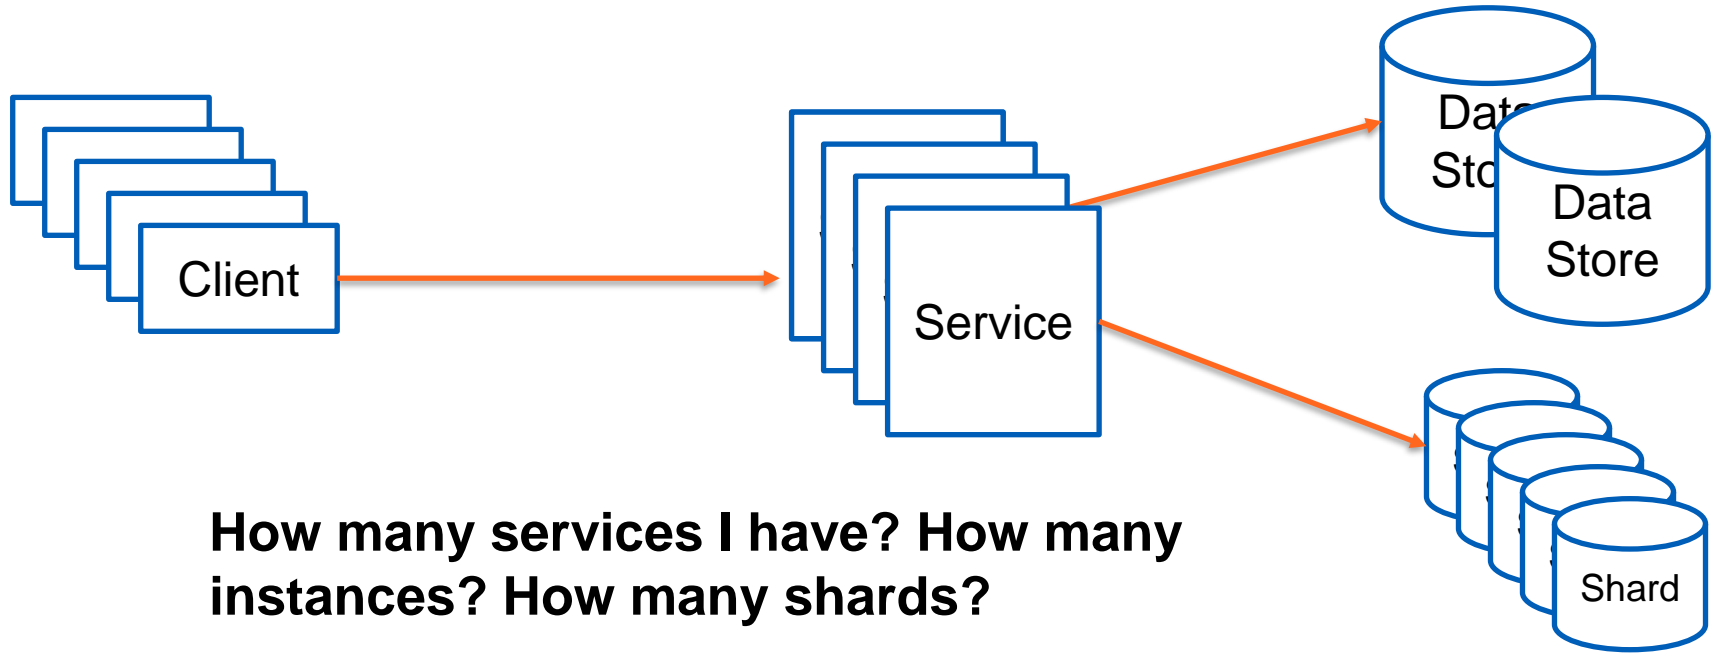 Client
Service
Data
Store
Shard
How many services I have? How many
instances? How many shards?